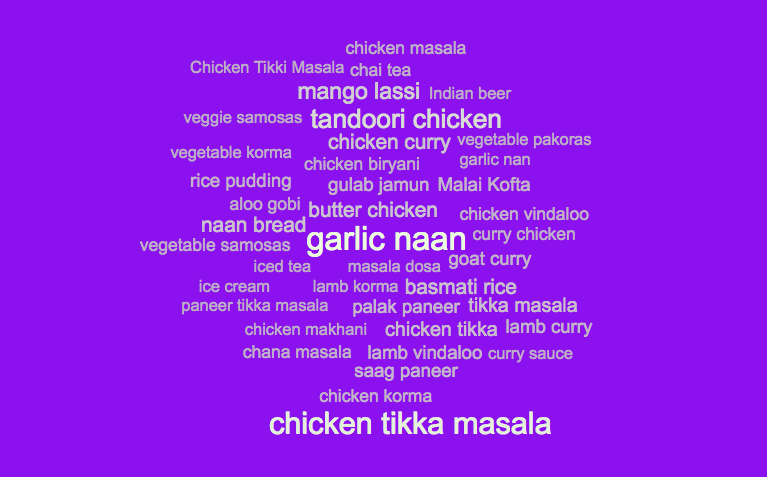 chicken masala
Chicken Tikki Masala chai tea
mango lassi Indian beer
veggie samosas tandoori chicken
chicken curry vegetable pakoras
vegetable korma chicken biryani garlic nan
rice pudding gulab jamun Malai Kofta
aloo gobi butter chicken chicken vindaloo
naan bread garlic naan curry chicken
vegetable samosas
iced tea masala dosa goat curry
ice cream lamb korma basmati rice
paneer tikka masala palak paneer tikka masala
chicken makhani chicken tikka lamb curry
chana masala lamb vindaloo curry sauce
saag paneer
chicken korma
chicken tikka masala